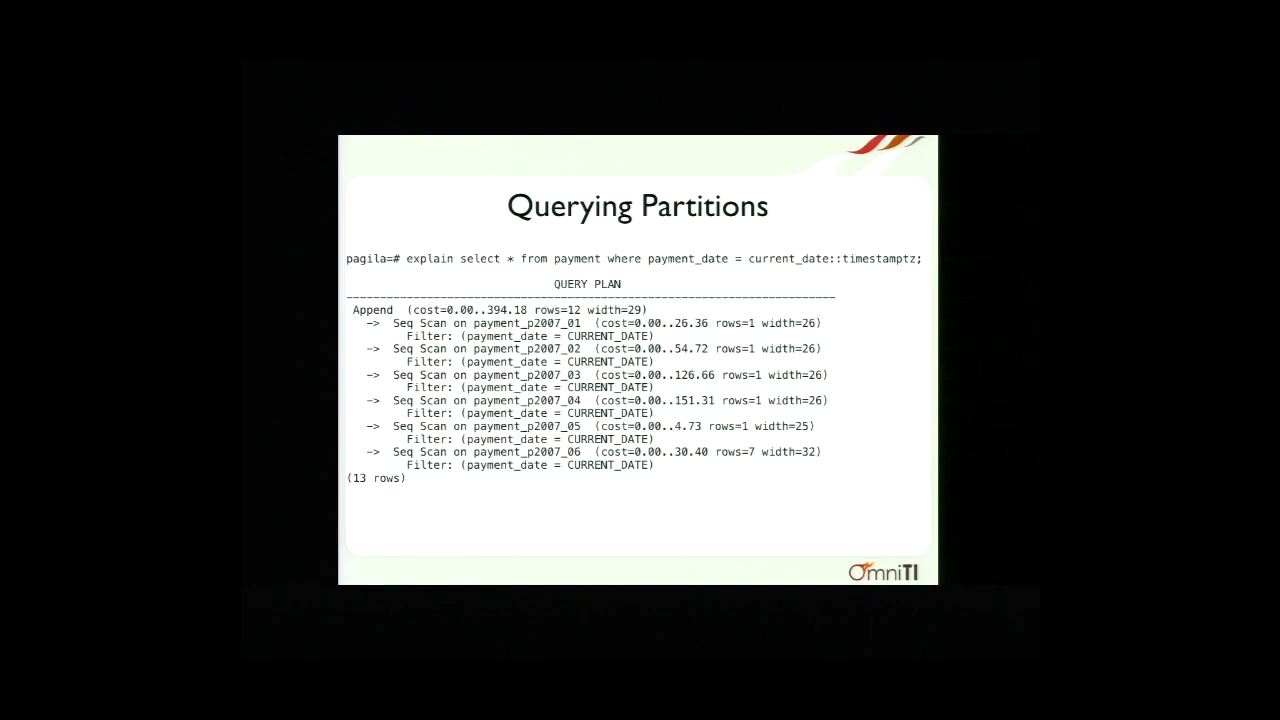 Querying Partitions
pagila=# explain select * from payment where payment_date = current_date::timestamptz;
QUERY PLAN
-------------------------------------------------------------------------
Append  (cost=0.00..394.18 rows=12 width=29)
->  Seq Scan on payment_p2007_01  (cost=0.00..26.36 rows=1 width=26)
Filter: (payment_date = CURRENT_DATE)
->  Seq Scan on payment_p2007_02  (cost=0.00..54.72 rows=1 width=26)
Filter: (payment_date = CURRENT_DATE)
->  Seq Scan on payment_p2007_03  (cost=0.00..126.66 rows=1 width=26)
Filter: (payment_date = CURRENT_DATE)
->  Seq Scan on payment_p2007_04  (cost=0.00..151.31 rows=1 width=26)
Filter: (payment_date = CURRENT_DATE)
->  Seq Scan on payment_p2007_05  (cost=0.00..4.73 rows=1 width=25)
Filter: (payment_date = CURRENT_DATE)
->  Seq Scan on payment_p2007_06  (cost=0.00..30.40 rows=7 width=32)
Filter: (payment_date = CURRENT_DATE)
(13 rows)
OmniTI